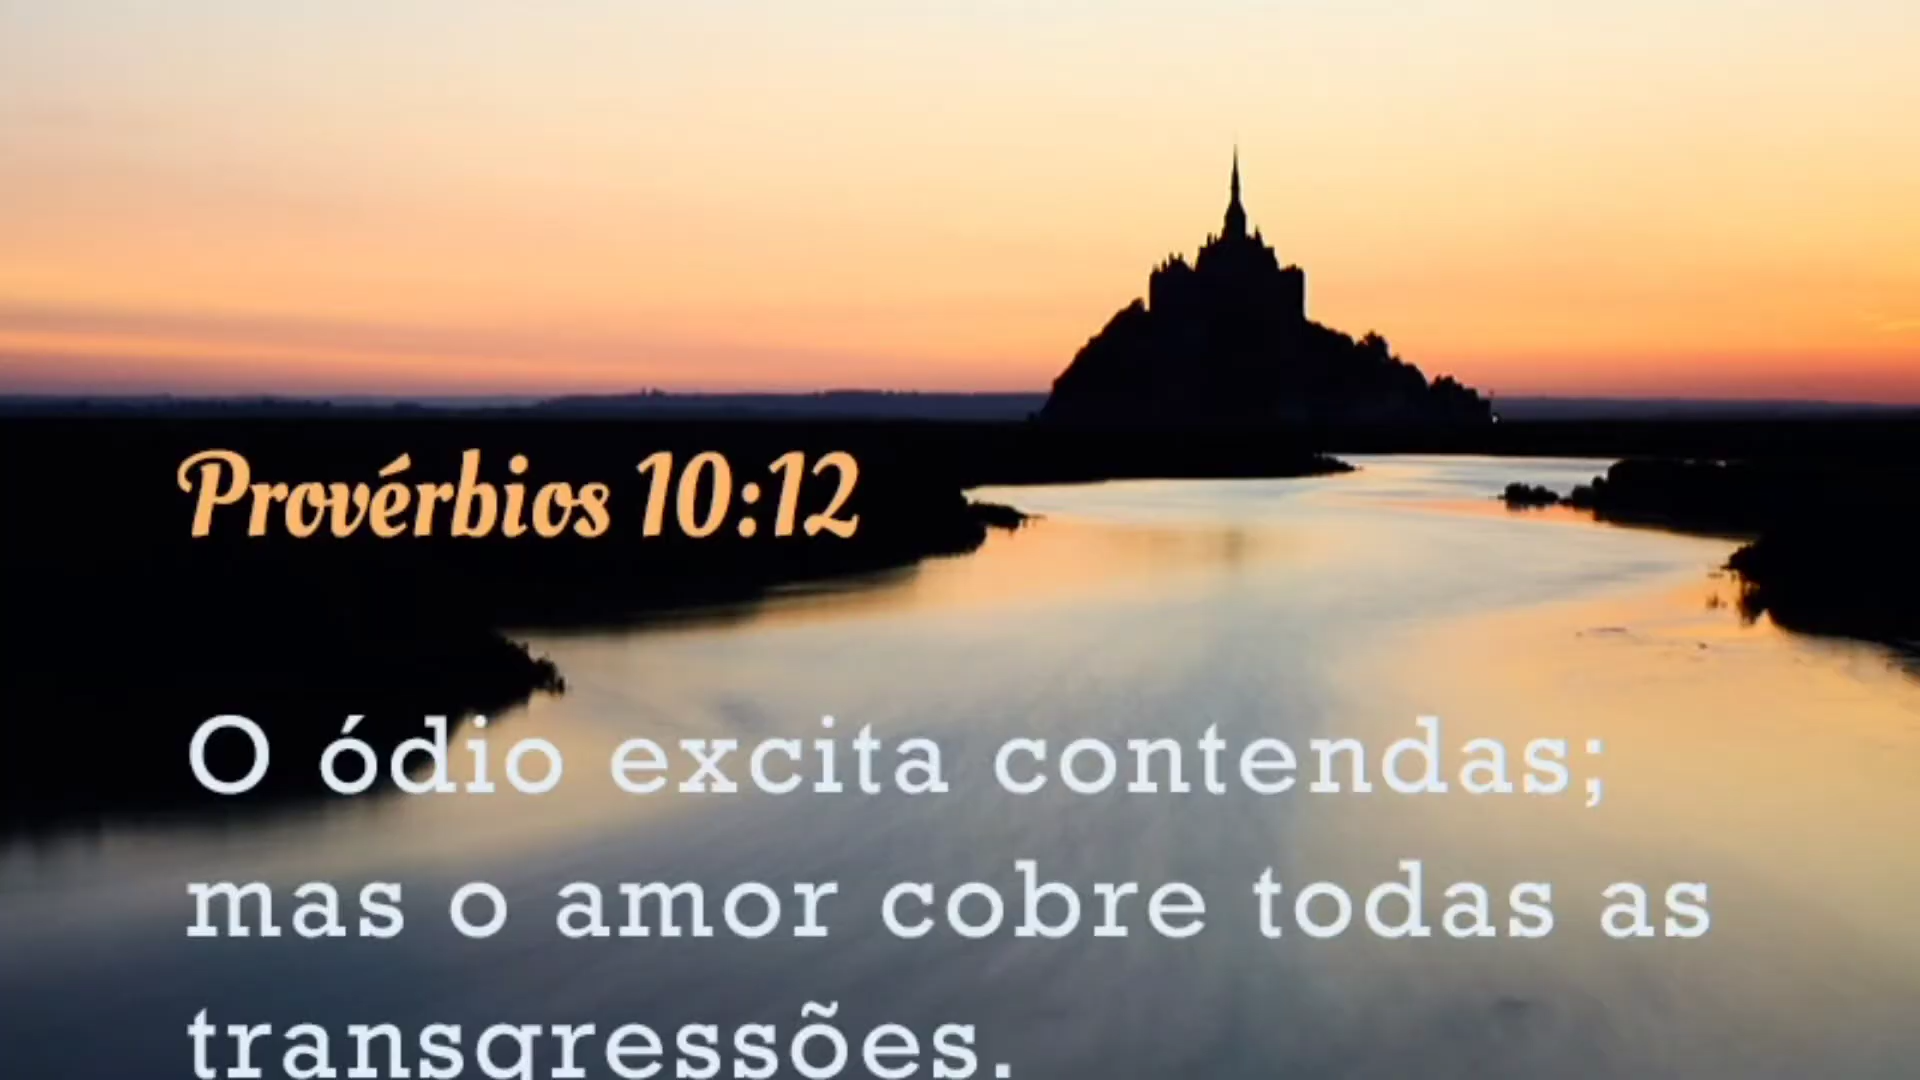 Provérbios 10:12
O ódio excita contendas;
mas o amor cobre todas as
transgressões.